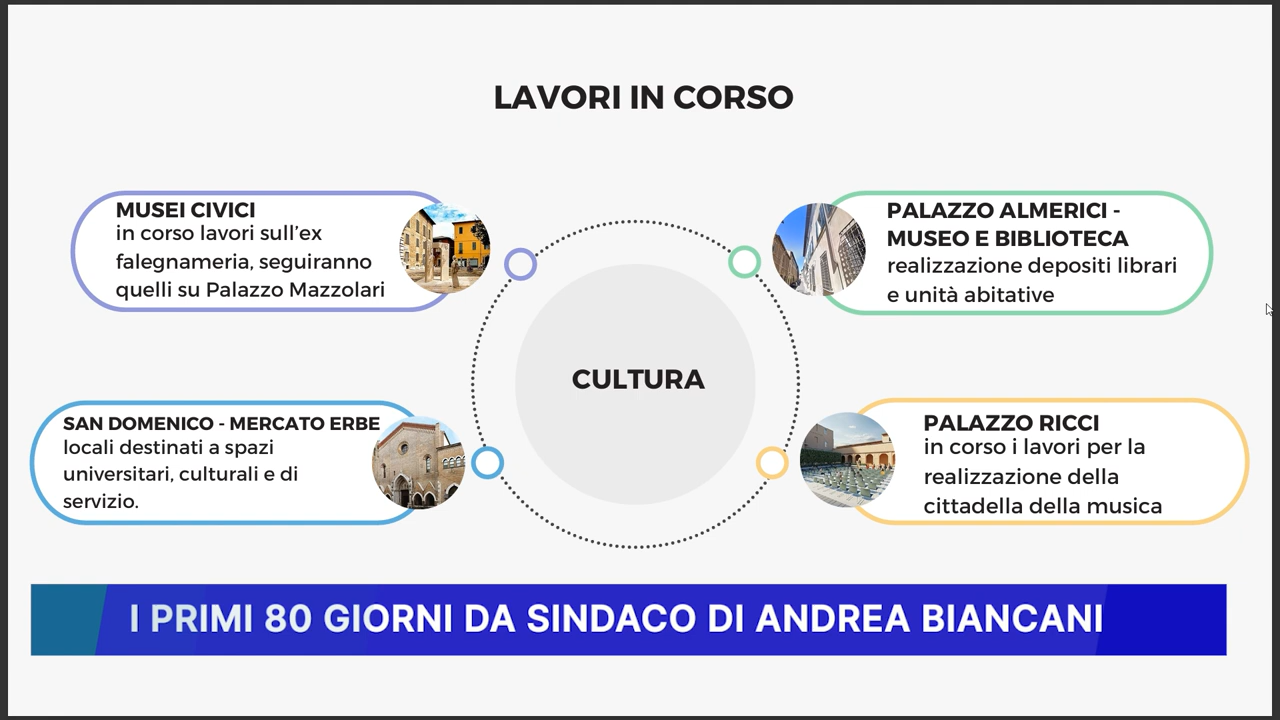 LAVORI IN CORSO
MUSEI CIVICI
in corso lavori sull’ex
falegnameria, seguiranno
quelli su Palazzo Mazzolari
PALAZZO ALMERICI -
MUSEO E BIBLIOTECA
realizzazione depositi librari
e unità abitative
CULTURA
SAN DOMENICO - MERCATO ERBE
locali destinati a spazi
universitari, culturali e di
servizio.
PALAZZO RICCI
in corso i lavori per la
realizzazione della
cittadella della musica
I PRIMI 80 GIORNI DA SINDACO DI ANDREA BIANCANI